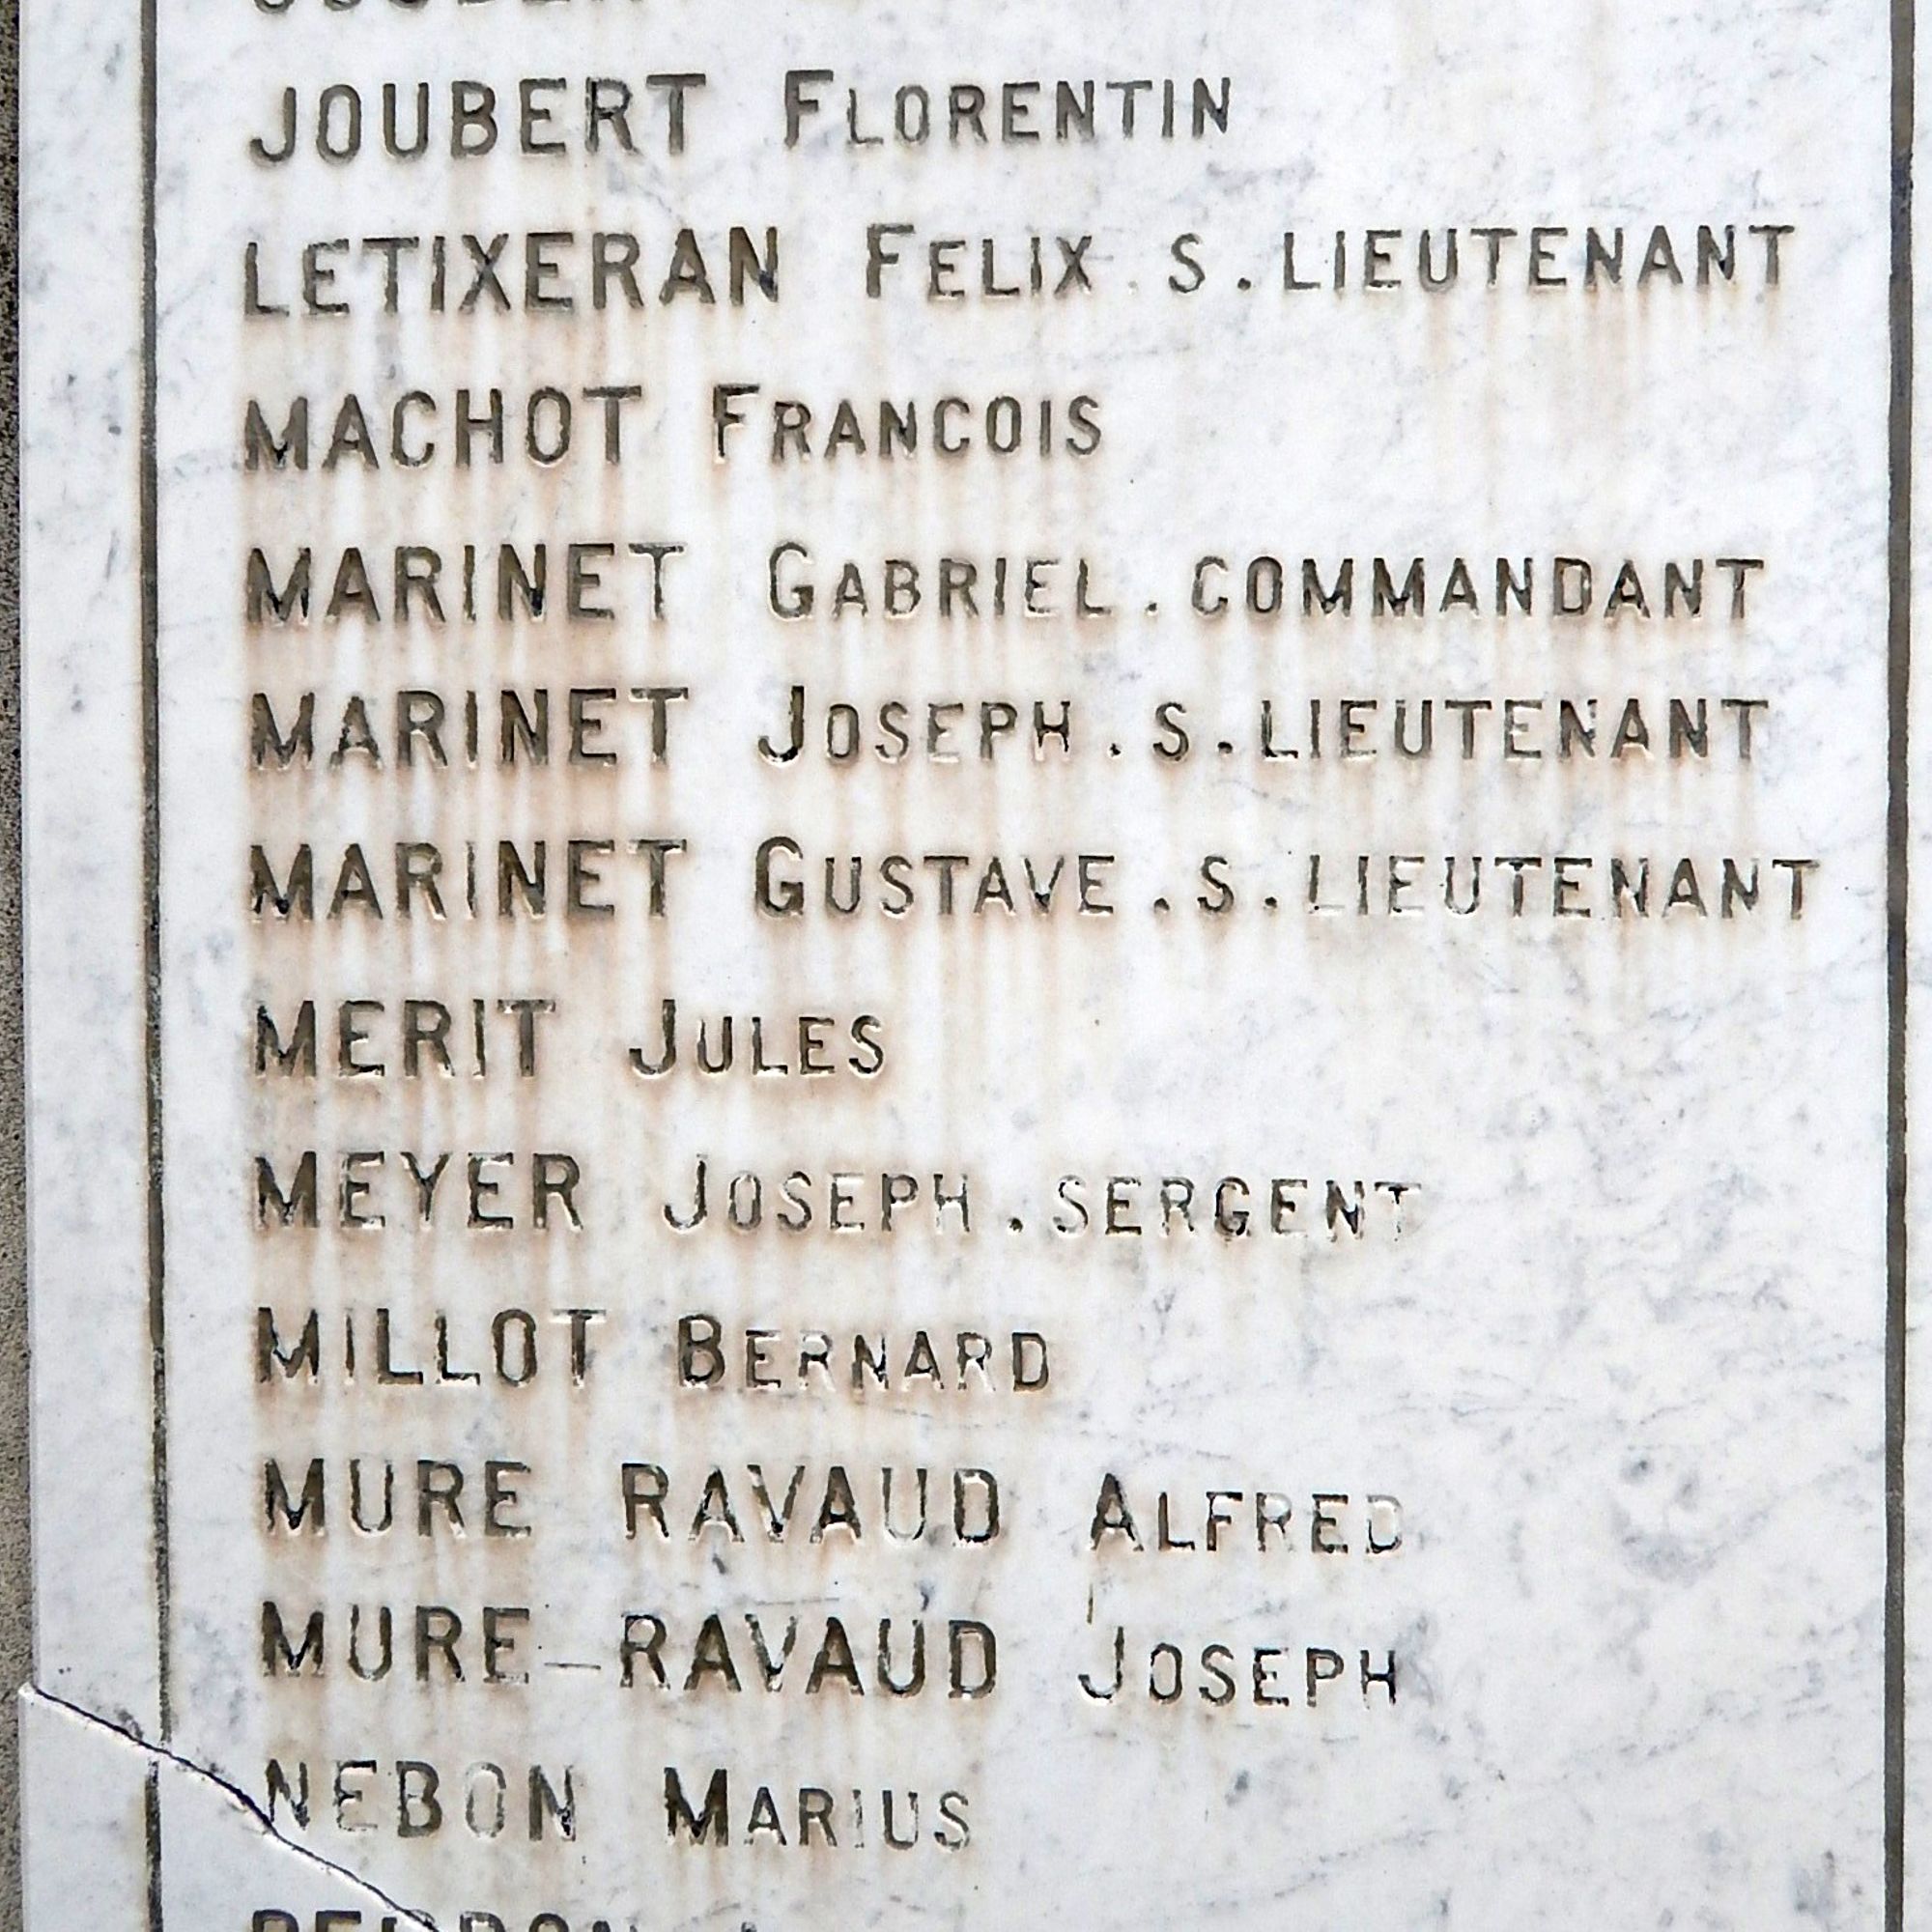 JOUBERT FLORENTIN
LETIXERAN FELIX . S . LIEUTENANT
MACHOT FRANCOIS
MARINET GABRIEL . COMMANDANT
MARINET JOSEPH . S . LIEUTENANT
MARINET GUSTAVE . S . LIEUTENANT
MERIT JULES
MEYER JOSEPH . SERGENT
MILLOT BERNARD
MURE RAVAUD ALFRED
MURE-RAVAUD JOSEPH
NEBON MARIUS